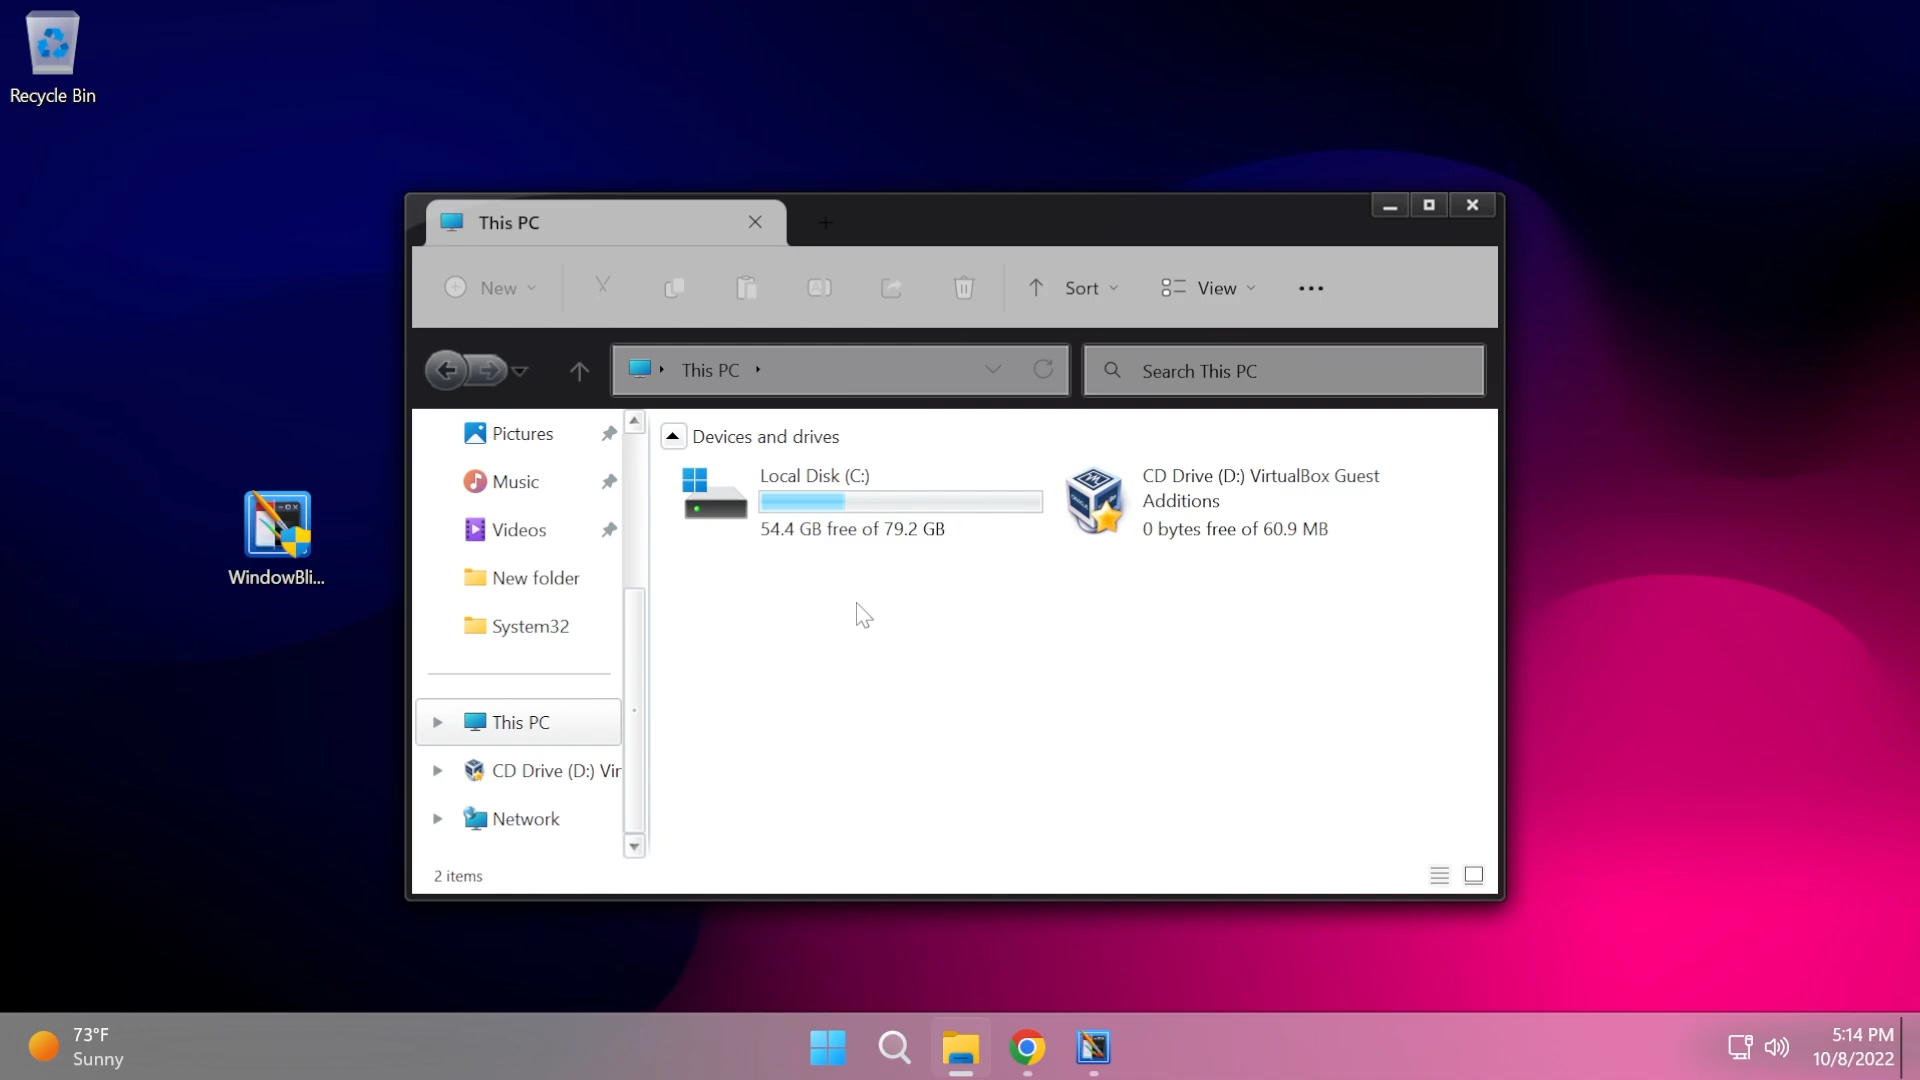 Recycle Bin
WindowBli...
This PC
New
Sort
View
This PC
Search This PC
Pictures
Music
Videos
New folder
System32
This PC
CD Drive (D:) Vir
Network
Devices and drives
Local Disk (C:)
54.4 GB free of 79.2 GB
CD Drive (D:) VirtualBox Guest
Additions
0 bytes free of 60.9 MB
2 items
73°F
Sunny
5:14 PM
10/8/2022